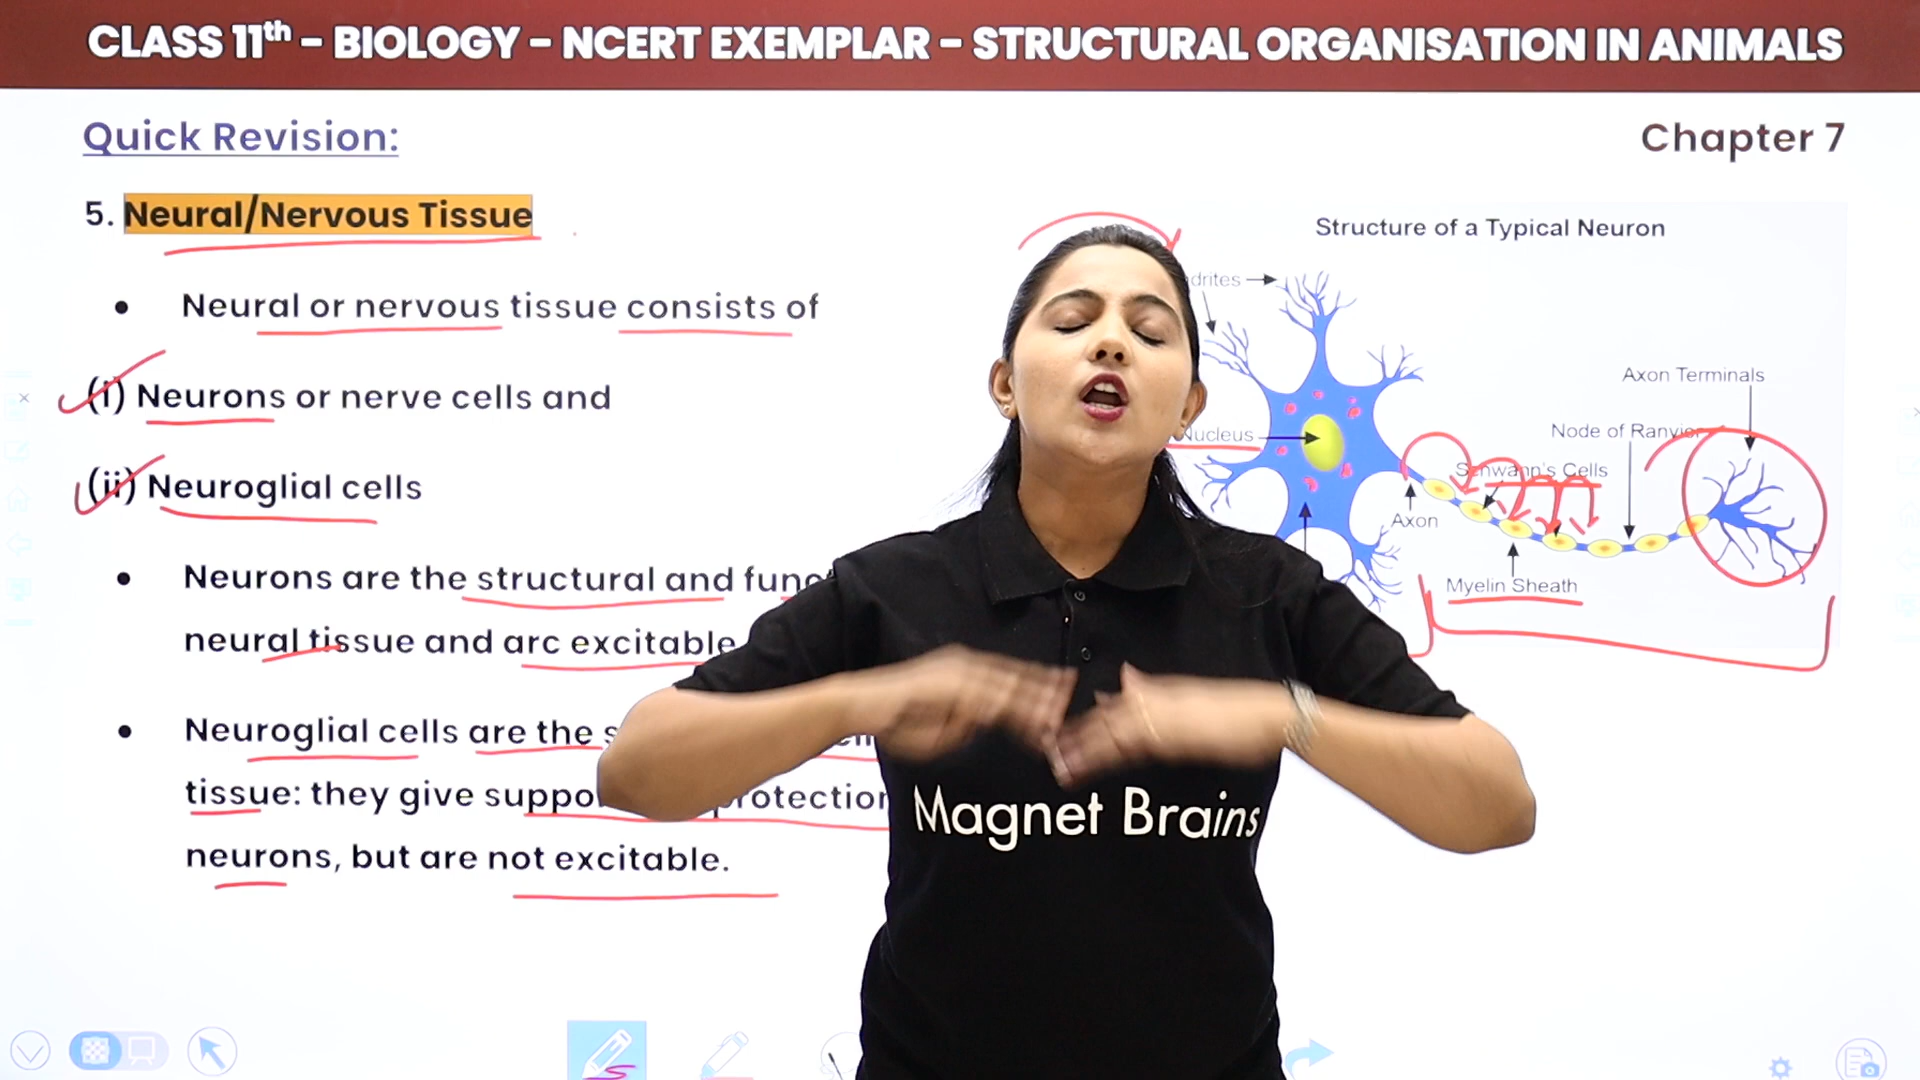 CLASS 11th – BIOLOGY – NCERT EXEMPLAR – STRUCTURAL ORGANISATION IN ANIMALS
Quick Revision:
Chapter 7
5. Neural/Nervous Tissue
Neural or nervous tissue consists of
(i) Neurons or nerve cells and
(ii) Neuroglial cells
Neurons are the structural and func
neural tissue and arc excitable
Neuroglial cells are the s
tissue: they give suppo rotection
neurons, but are not excitable.
Structure of a Typical Neuron
drites
Axon Terminals
Nucleus
Node of Ranvier
Schwann's Cells
Axon
Myelin Sheath
Magnet Brains